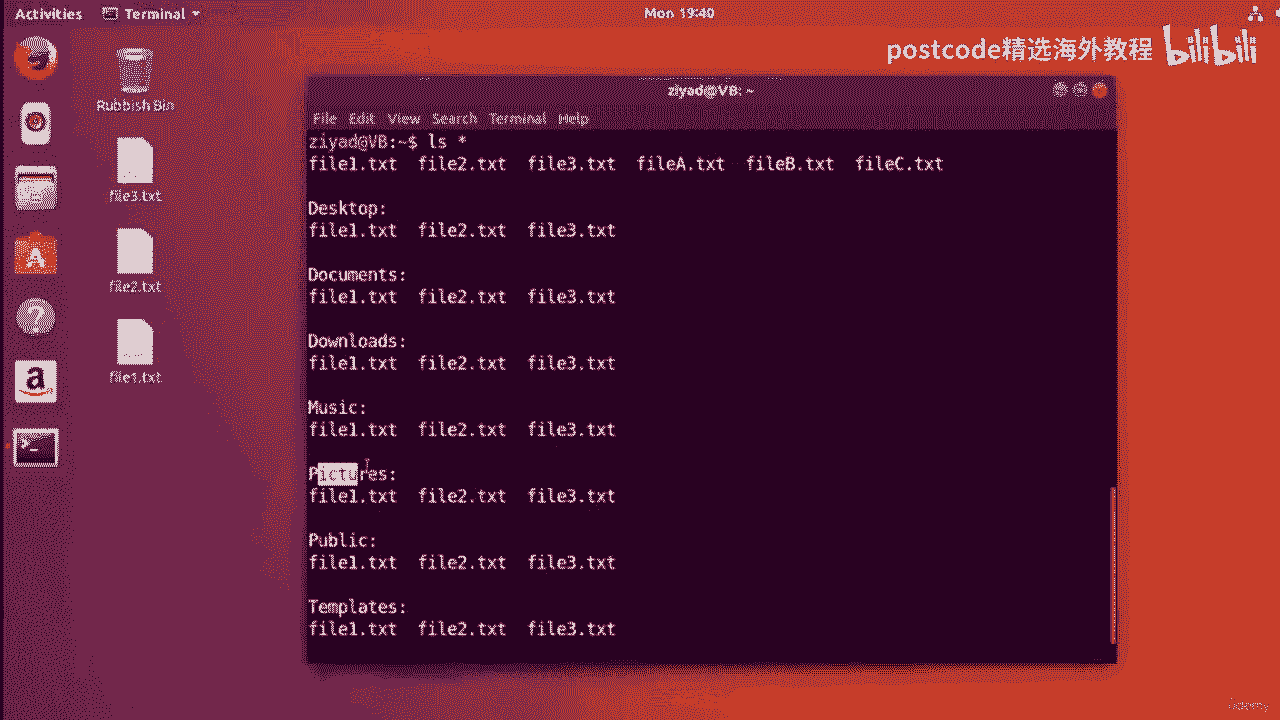 Activities Terminal Mon 19:40
postcode精选海外教程 bilibili
Rubbish Bin
file3.txt
file2.txt
file1.txt
ziyad@VB: ~
File Edit View Search Terminal Help
ziyad@VB:~$ ls *
file1.txt file2.txt file3.txt fileA.txt fileB.txt fileC.txt
Desktop:
file1.txt file2.txt file3.txt
Documents:
file1.txt file2.txt file3.txt
Downloads:
file1.txt file2.txt file3.txt
Music:
file1.txt file2.txt file3.txt
Pictures:
file1.txt file2.txt file3.txt
Public:
file1.txt file2.txt file3.txt
Templates:
file1.txt file2.txt file3.txt
Udemy